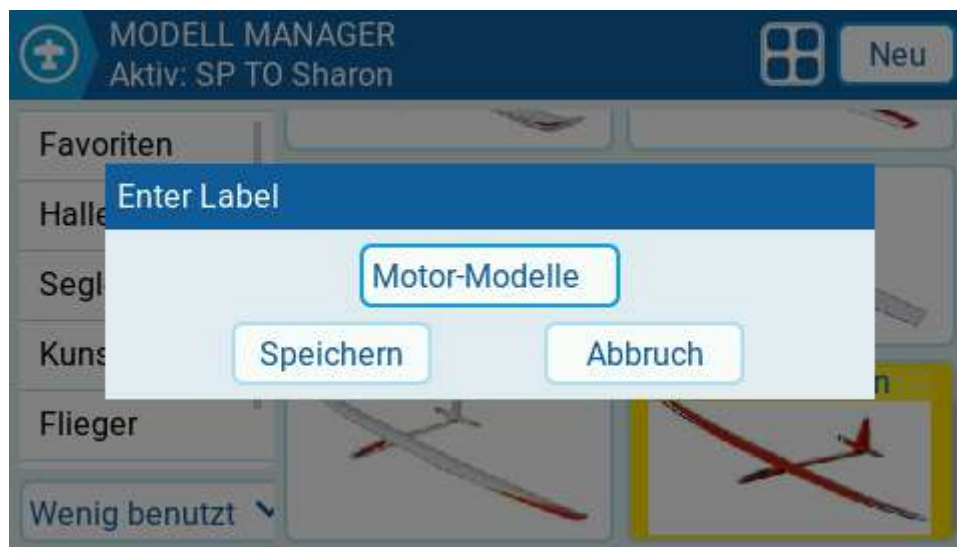 MODELL MANAGER
Aktiv: SP TO Sharon
Neu
Favoriten
Enter Label
Motor-Modelle
Speichern
Abbruch
Flieger
Wenig benutzt